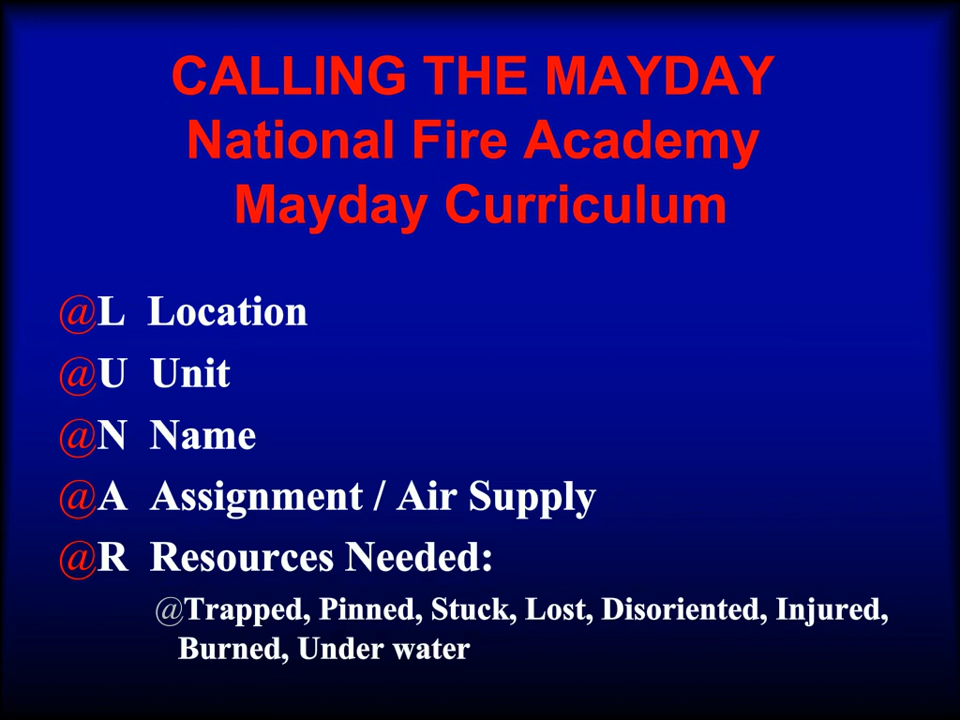 CALLING THE MAYDAY
National Fire Academy
Mayday Curriculum
@L Location
@U Unit
@N Name
@A Assignment / Air Supply
@R Resources Needed:
@Trapped, Pinned, Stuck, Lost, Disoriented, Injured,
Burned, Under water